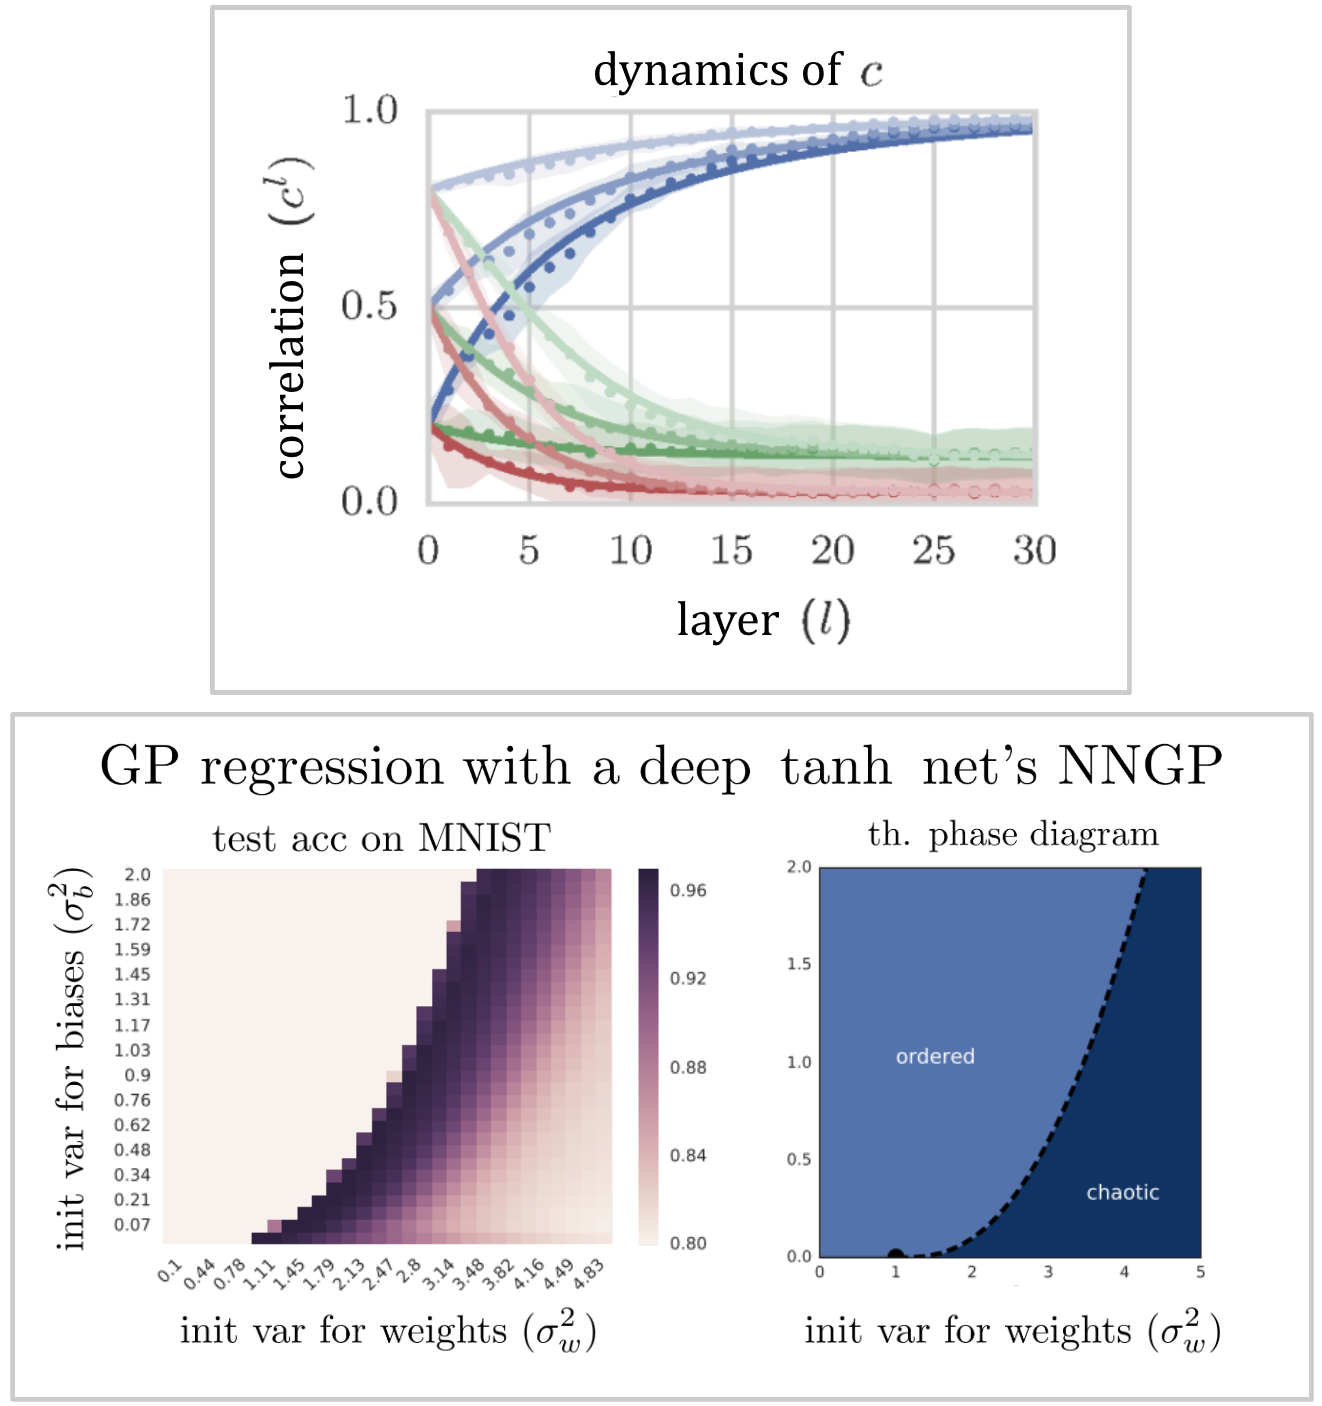 dynamics of c
1.0
0.5
0.0
correlation (c^l)
0 5 10 15 20 25 30
layer (l)
GP regression with a deep tanh net's NNGP
test acc on MNIST
init var for biases (σ_b^2)
2.0
1.86
1.72
1.59
1.45
1.31
1.17
1.03
0.9
0.76
0.62
0.48
0.34
0.21
0.07
0.1 0.44 0.78 1.11 1.45 1.79 2.13 2.47 2.8 3.14 3.48 3.82 4.16 4.49 4.83
init var for weights (σ_w^2)
0.96
0.92
0.88
0.84
0.80
th. phase diagram
2.0
1.5
1.0
0.5
0.0
ordered
chaotic
0 1 2 3 4 5
init var for weights (σ_w^2)